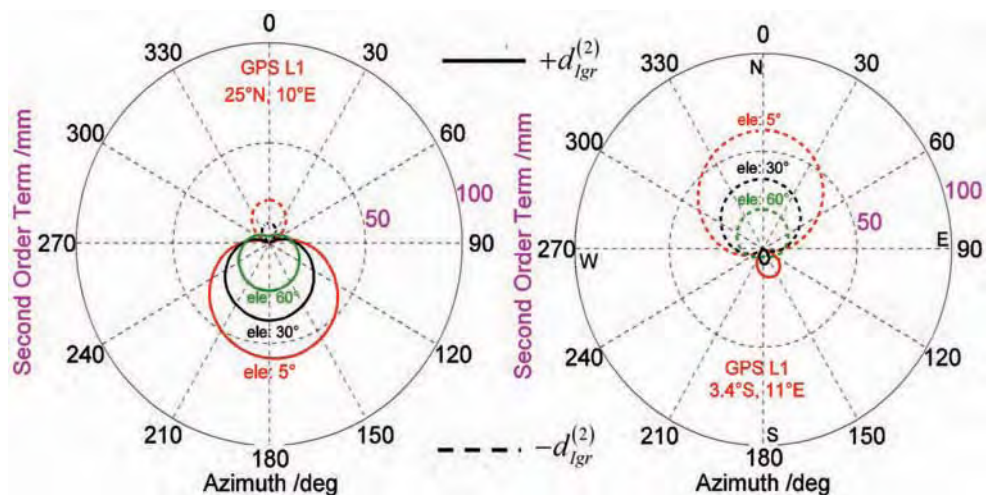 0
30
60
90
120
150
180
210
240
270
300
330
50
100
GPS L1
25°N, 10°E
ele: 60°
ele: 30°
ele: 5°
Second Order Term /mm
Azimuth /deg
+d_{Igr}^{(2)}
-d_{Igr}^{(2)}
0
N
30
60
E
90
120
150
S
180
210
240
W
270
300
330
50
100
ele: 5°
ele: 30°
ele: 60°
GPS L1
3.4°S, 11°E
Second Order Term /mm
Azimuth /deg